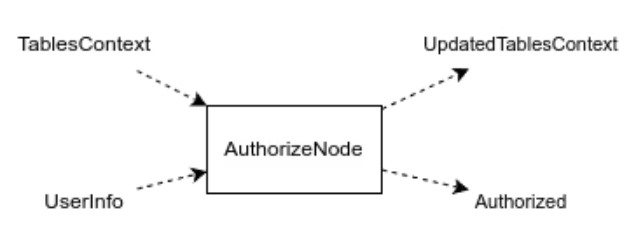 TablesContext
UpdatedTablesContext
AuthorizeNode
UserInfo
Authorized